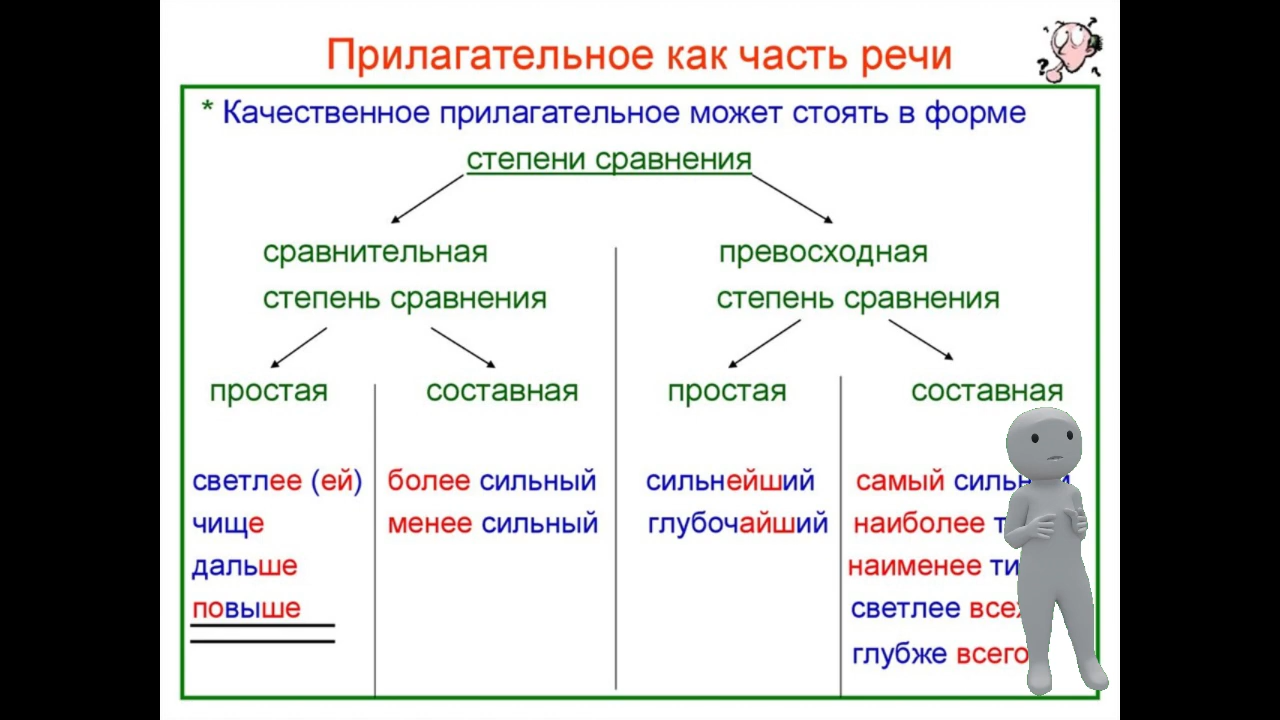 Прилагательное как часть речи
* Качественное прилагательное может стоять в форме
степени сравнения
сравнительная
степень сравнения
превосходная
степень сравнения
простая
составная
простая
составная
светлее (ей)
чище
дальше
повыше
более сильный
менее сильный
сильнейший
глубочайший
самый
наиболее
наименее
светлее всех
глубже всего